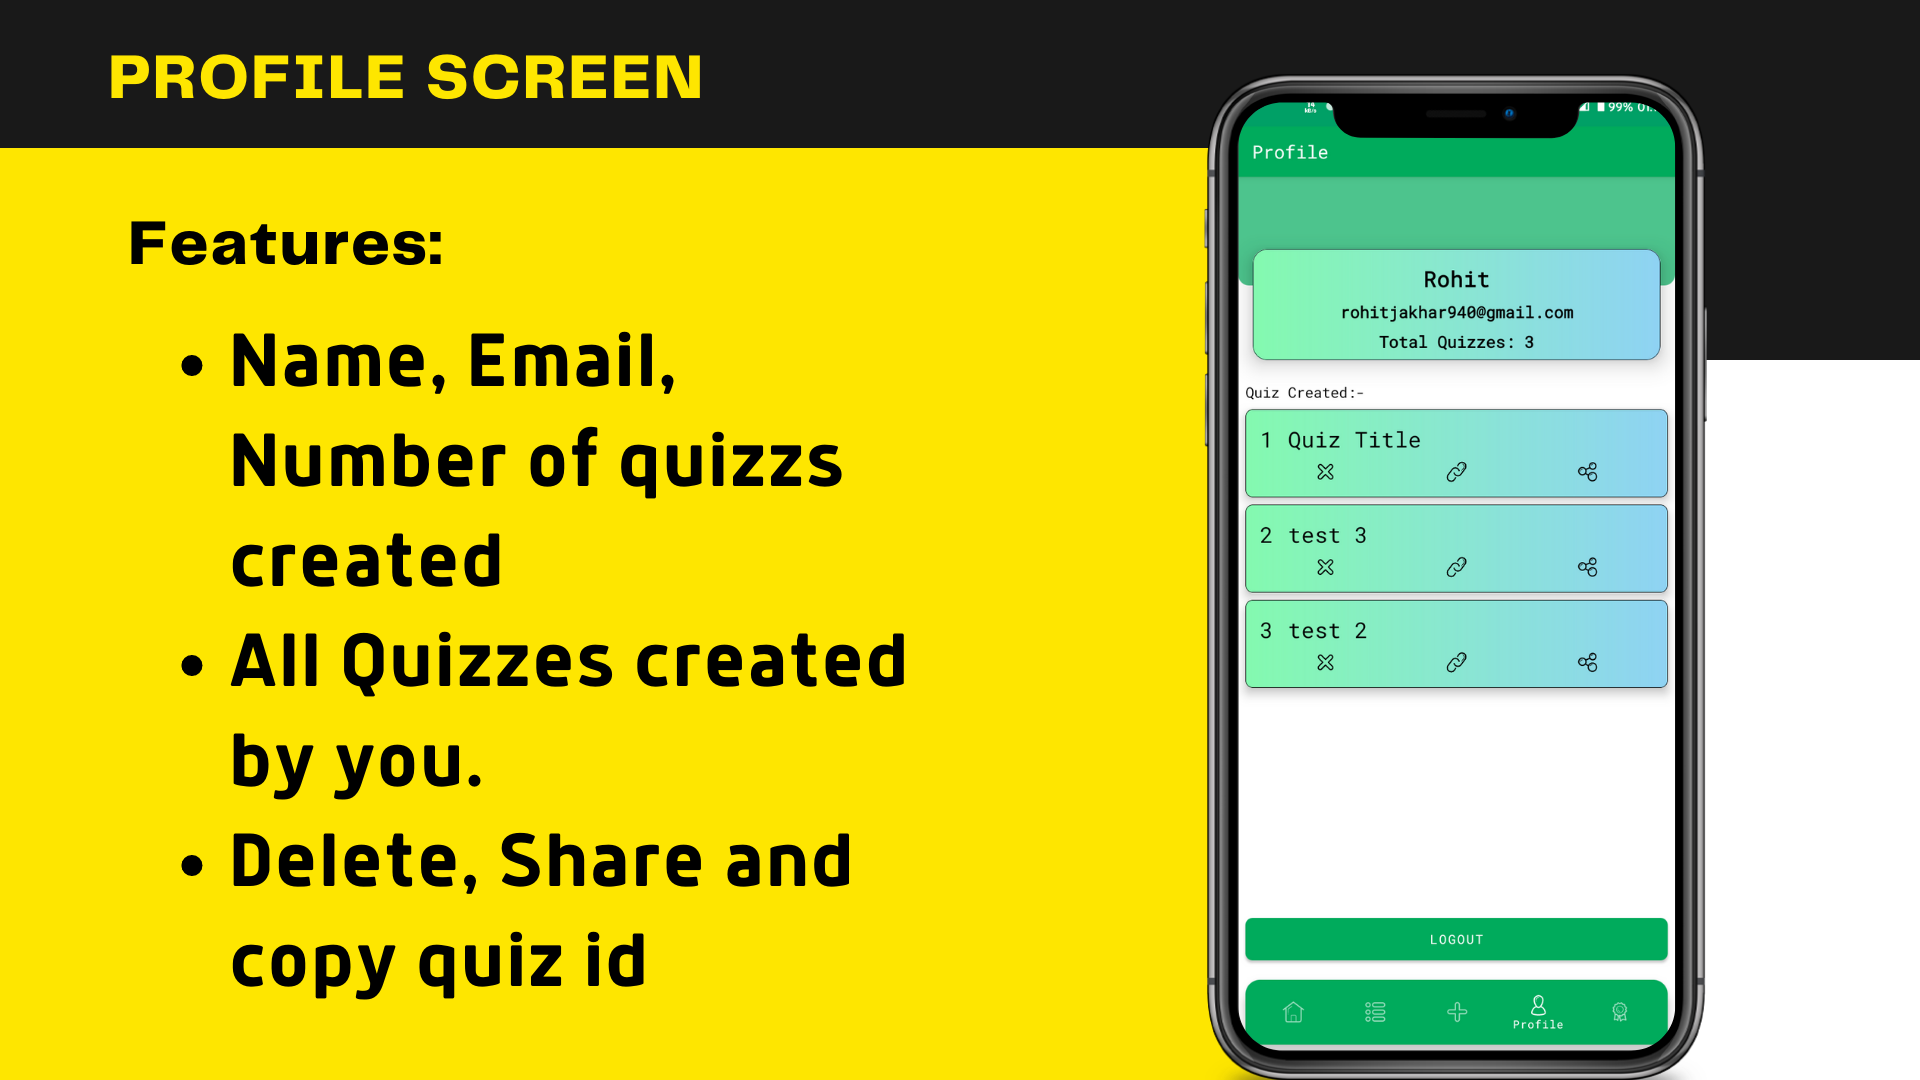 PROFILE SCREEN
Features:
• Name, Email,
Number of quizzs
created
• All Quizzes created
by you.
• Delete, Share and
copy quiz id
99%
Profile
Rohit
rohitjakhar940@gmail.com
Total Quizzes: 3
Quiz Created:-
1 Quiz Title
2 test 3
3 test 2
LOGOUT
Profile